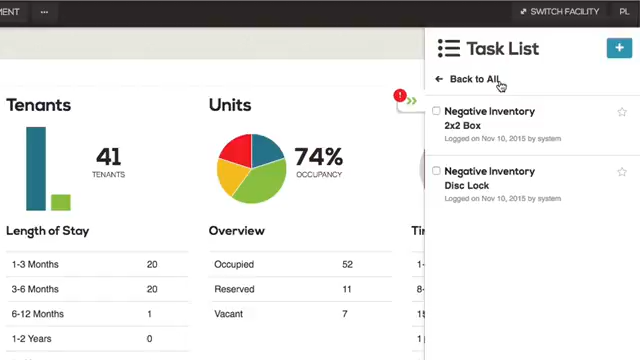 MENT
...
SWITCH FACILITY
PL
Task List
+
Back to All
Tenants
Units
!
Negative Inventory
2x2 Box
Logged on Nov 10, 2015 by system
41
TENANTS
74%
OCCUPANCY
Negative Inventory
Disc Lock
Logged on Nov 10, 2015 by system
Length of Stay
Overview
1-3 Months 20
Occupied 52
3-6 Months 20
Reserved 11
6-12 Months 1
Vacant 7
1-2 Years 0